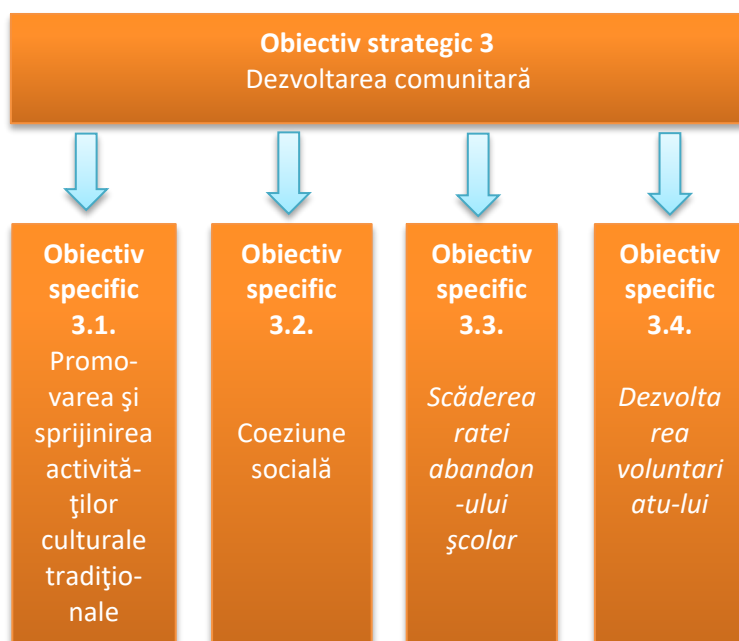 Obiectiv strategic 3
Dezvoltarea comunitară
Obiectiv
specific
3.1.
Promo-
varea şi
sprijinirea
activită-
ţilor
culturale
tradiţio-
nale
Obiectiv
specific
3.2.
Coeziune
socială
Obiectiv
specific
3.3.
Scăderea
ratei
abandon
-ului
şcolar
Obiectiv
specific
3.4.
Dezvolta
rea
voluntari
atu-lui